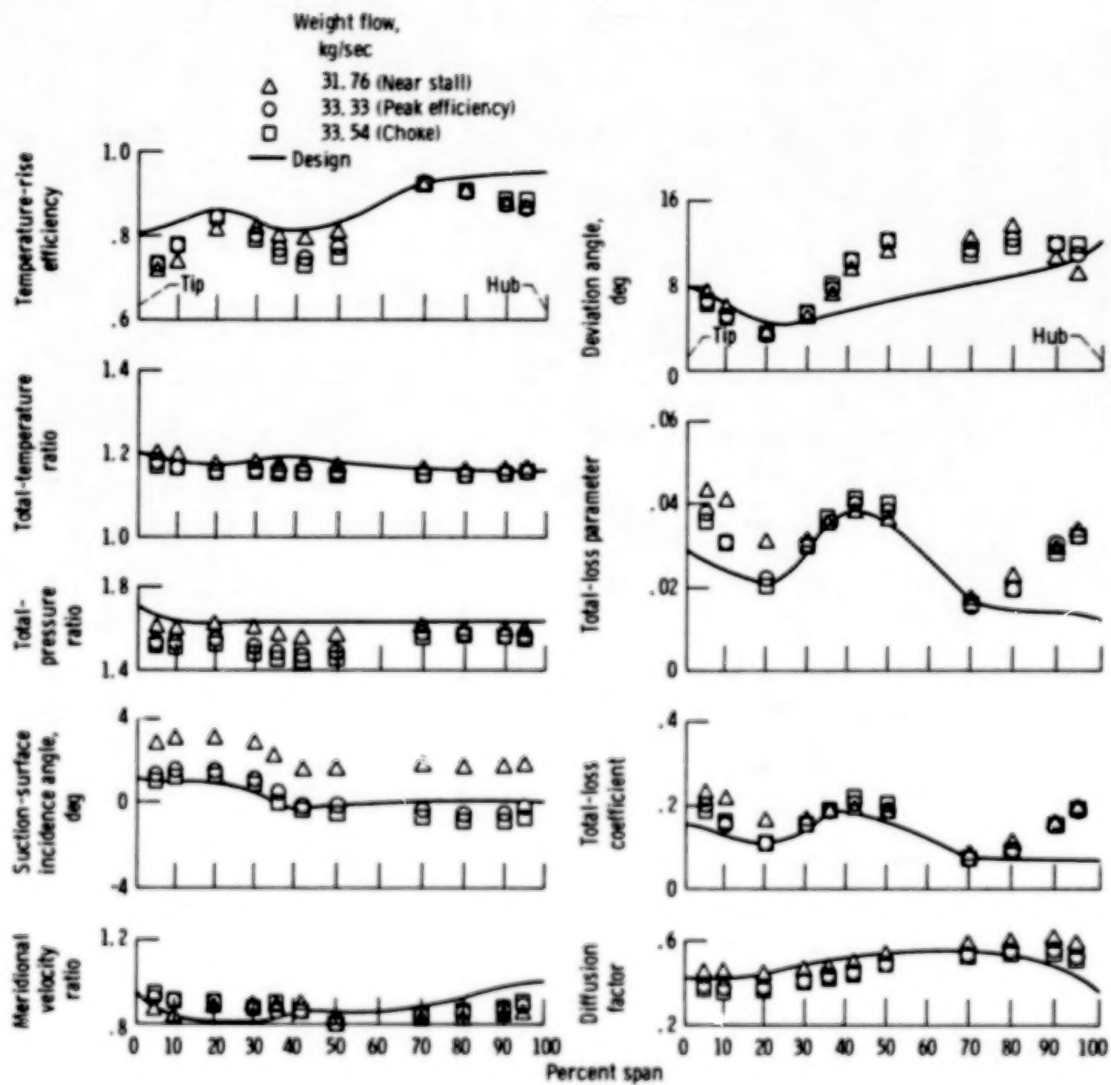 Weight flow,
kg/sec
31.76 (Near stall)
33.33 (Peak efficiency)
33.54 (Choke)
Design
Temperature-rise
efficiency
1.0
.8
.6
Tip
Hub
Total-temperature
ratio
1.4
1.2
1.0
Total-
pressure
ratio
1.8
1.6
1.4
Suction-surface
incidence angle,
deg
4
0
-4
Meridional
velocity
ratio
1.2
.8
0 10 20 30 40 50 60 70 80 90 100
Deviation angle,
deg
16
8
0
Tip
Hub
Total-loss parameter
.06
.04
.02
0
Total-loss
coefficient
.4
.2
0
Diffusion
factor
.6
.2
0 10 20 30 40 50 60 70 80 90 100
Percent span